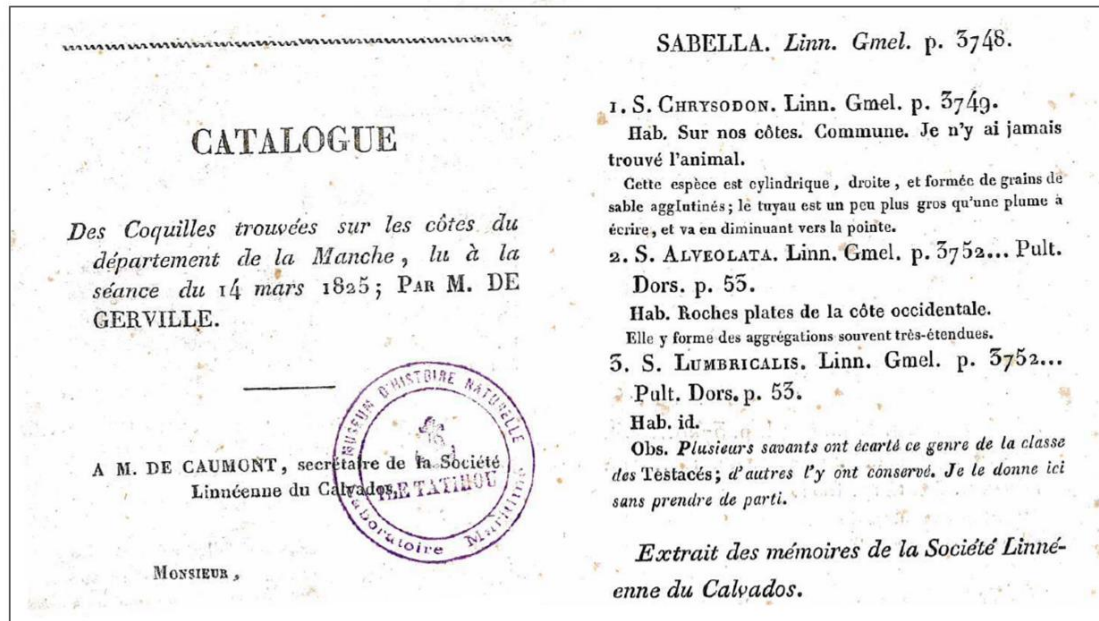 CATALOGUE
Des Coquilles trouvées sur les côtes du
département de la Manche, lu à la
séance du 14 mars 1825; PAR M. DE
GERVILLE.
A M. DE CAUMONT, secrétaire de la Société
Linnéenne du Calvados.
MUSEUM D'HISTOIRE NATURELLE
ILE TATIHOU
Laboratoire Maritime
MONSIEUR,
SABELLA. Linn. Gmel. p. 3748.
1. S. CHRYSODON. Linn. Gmel. p. 3749.
Hab. Sur nos côtes. Commune. Je n'y ai jamais
trouvé l'animal.
Cette espèce est cylindrique, droite, et formée de grains de
sable agglutinés; le tuyau est un peu plus gros qu'une plume à
écrire, et va en diminuant vers la pointe.
2. S. ALVEOLATA. Linn. Gmel. p. 3752... Pult.
Dors. p. 53.
Hab. Roches plates de la côte occidentale.
Elle y forme des aggrégations souvent très-étendues.
3. S. LUMBRICALIS. Linn. Gmel. p. 3752...
Pult. Dors. p. 53.
Hab. id.
Obs. Plusieurs savants ont écarté ce genre de la classe
des Testacés; d'autres l'y ont conservé. Je le donne ici
sans prendre de parti.
Extrait des mémoires de la Société Linné-
enne du Calvados.